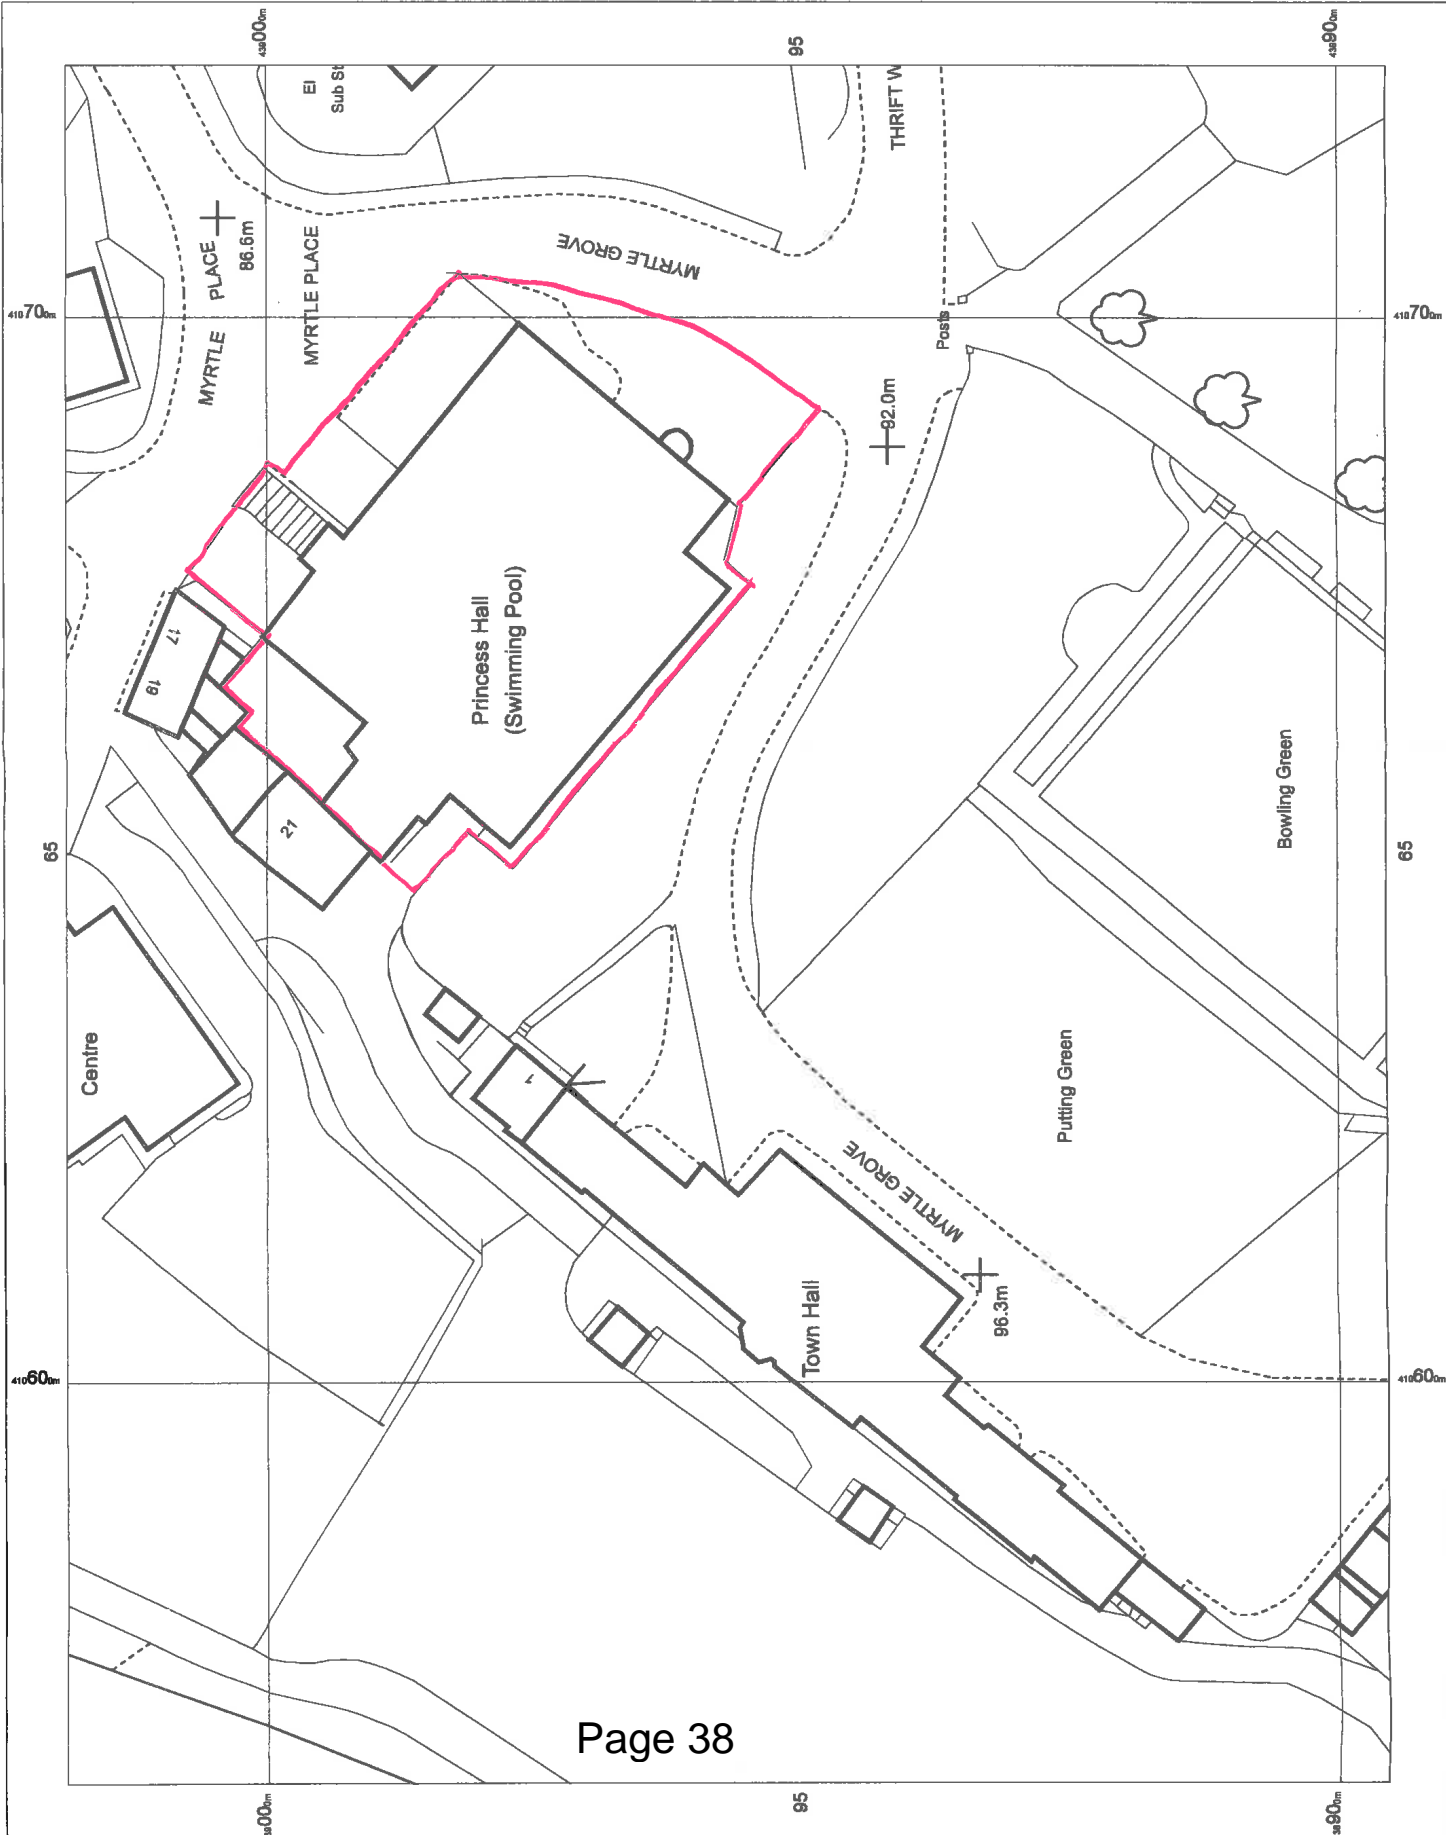 438900m
95
43890m
El
Sub St
THRIFT W
86.6m
MYRTLE PLACE
MYRTLE PLACE
MYRTLE GROVE
41070m
41070m
Posts
92.0m
17
19
Princess Hall
(Swimming Pool)
21
65
65
Bowling Green
Centre
1
Putting Green
MYRTLE GROVE
96.3m
Town Hall
41060m
41060m
Page 38
95